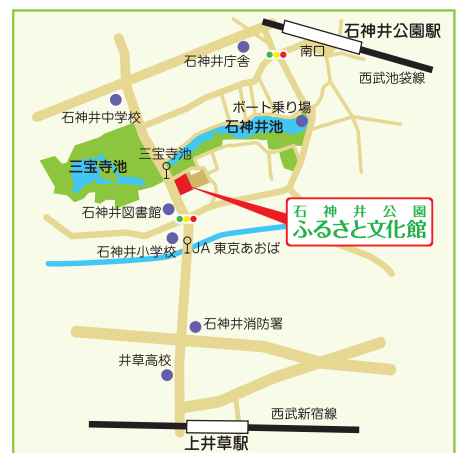 石神井公園駅
南口
石神井庁舎
西武池袋線
ボート乗り場
石神井中学校
石神井池
三宝寺池
三宝寺池
石神井公園
ふるさと文化館
石神井図書館
石神井小学校
JA 東京あおば
石神井消防署
井草高校
西武新宿線
上井草駅